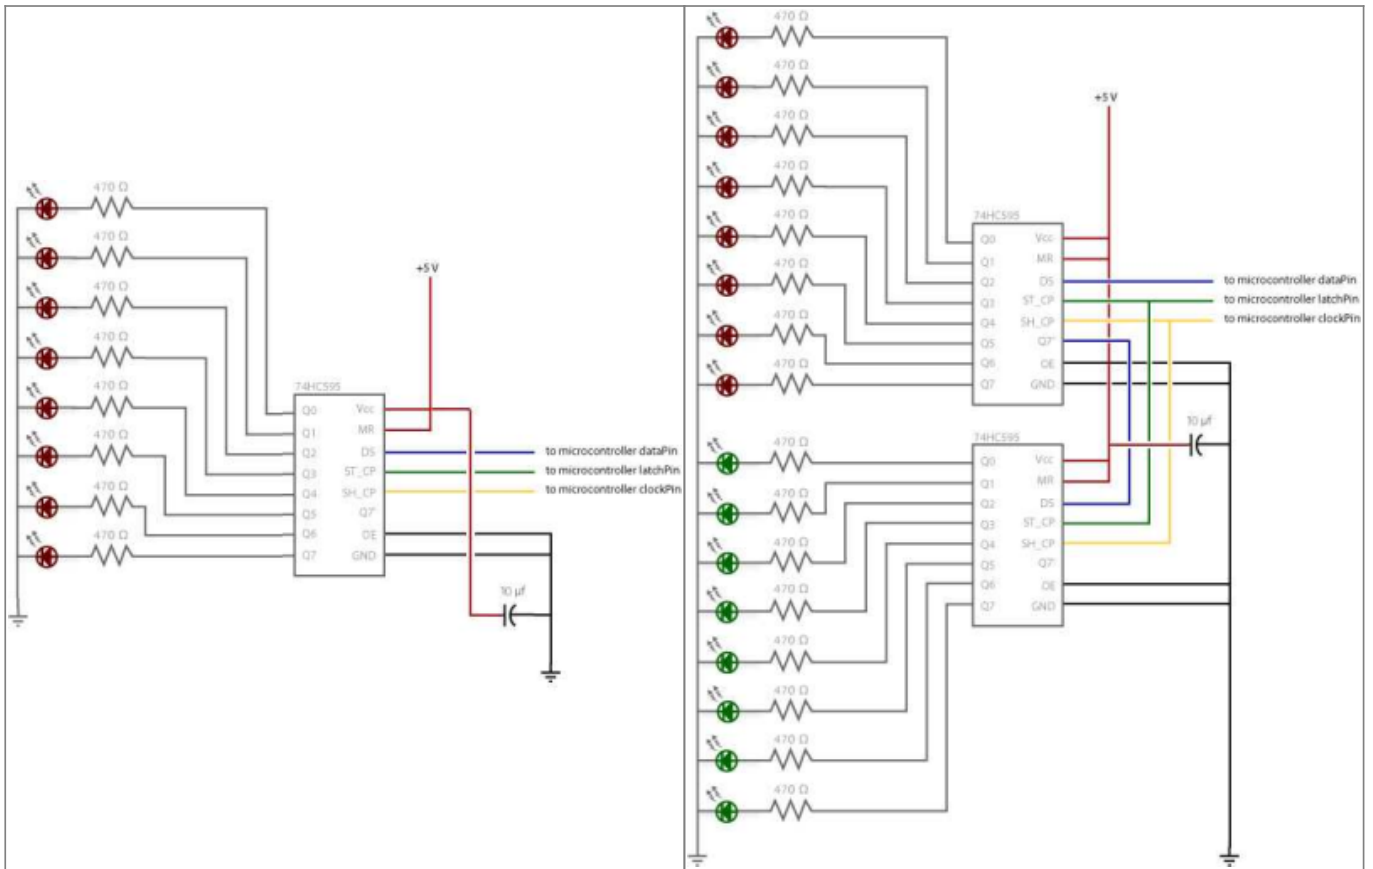 470 Ω
470 Ω
470 Ω
470 Ω
470 Ω
470 Ω
470 Ω
470 Ω
+5 V
74HC595
Q0 Vcc
Q1 MR
Q2 DS
Q3 ST_CP
Q4 SH_CP
Q5 Q7'
Q6 OE
Q7 GND
to microcontroller dataPin
to microcontroller latchPin
to microcontroller clockPin
10 µf
470 Ω
470 Ω
470 Ω
470 Ω
470 Ω
470 Ω
470 Ω
470 Ω
+5 V
74HC595
Q0 Vcc
Q1 MR
Q2 DS
Q3 ST_CP
Q4 SH_CP
Q5 Q7'
Q6 OE
Q7 GND
to microcontroller dataPin
to microcontroller latchPin
to microcontroller clockPin
10 µf
470 Ω
470 Ω
470 Ω
470 Ω
470 Ω
470 Ω
470 Ω
470 Ω
74HC595
Q0 Vcc
Q1 MR
Q2 DS
Q3 ST_CP
Q4 SH_CP
Q5 Q7'
Q6 OE
Q7 GND